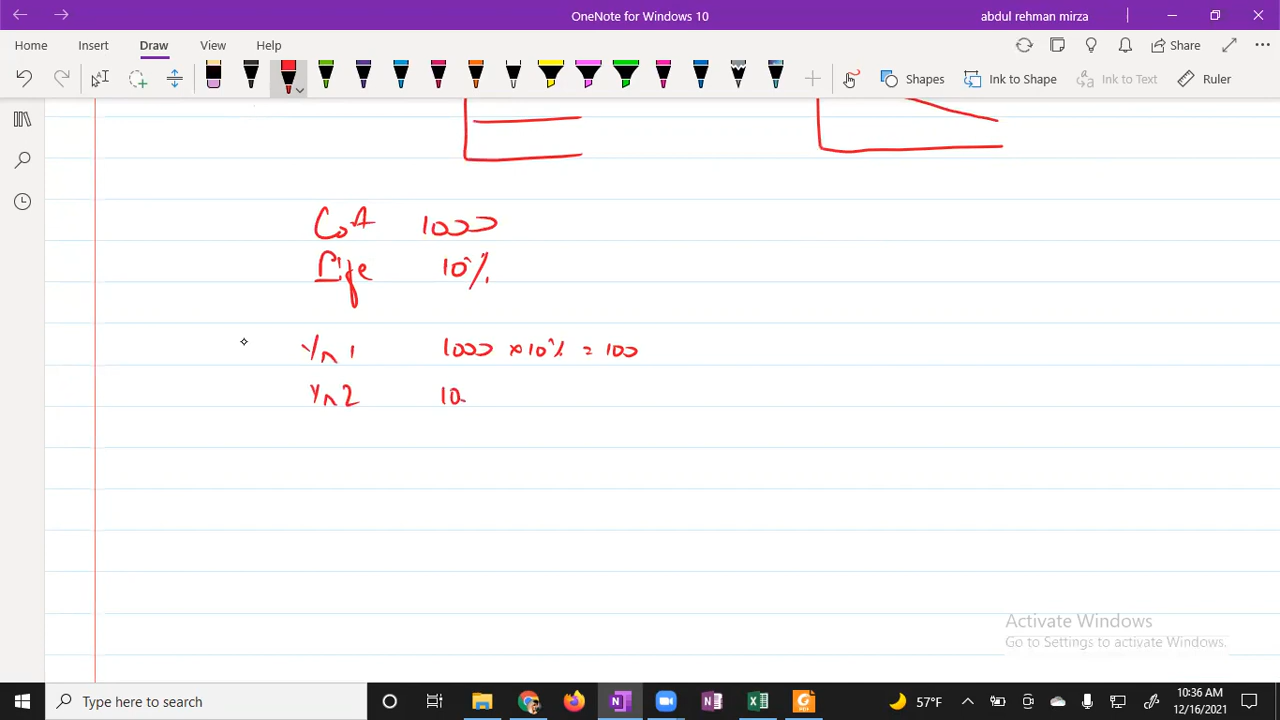 OneNote for Windows 10
abdul rehman mirza
Home Insert Draw View Help
Share
Shapes Ink to Shape Ink to Text Ruler
CoA 1000
Life 10%
Yr 1 1000 × 10% = 100
Yr 2 10
Activate Windows
Go to Settings to activate Windows.
Type here to search
57°F
10:36 AM
12/16/2021